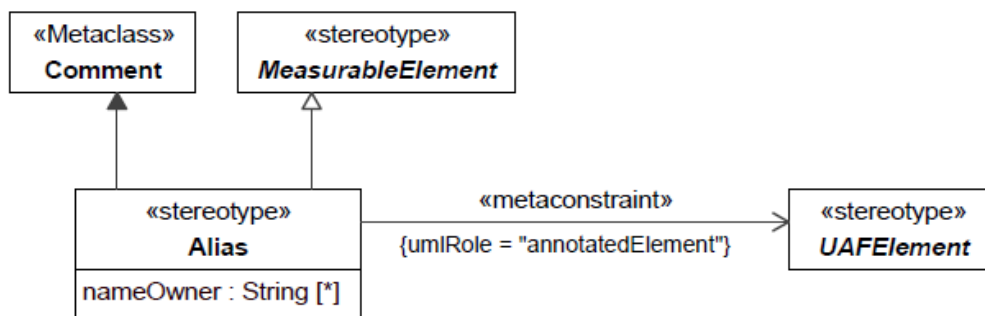 «Metaclass»
Comment
«stereotype»
MeasurableElement
«stereotype»
Alias
nameOwner : String [*]
«metaconstraint»
{umlRole = "annotatedElement"}
«stereotype»
UAFElement